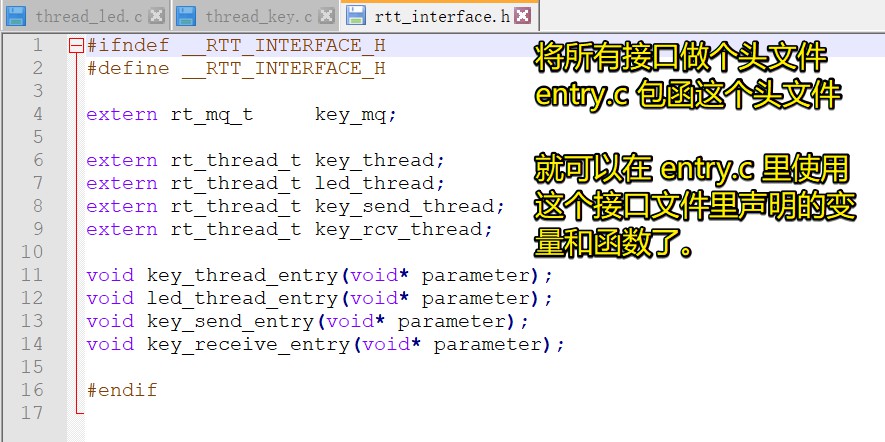 thread_led.c
thread_key.c
rtt_interface.h
1 #ifndef __RTT_INTERFACE_H
2 #define __RTT_INTERFACE_H
3
4 extern rt_mq_t     key_mq;
5
6 extern rt_thread_t key_thread;
7 extern rt_thread_t led_thread;
8 extern rt_thread_t key_send_thread;
9 extern rt_thread_t key_rcv_thread;
10
11 void key_thread_entry(void* parameter);
12 void led_thread_entry(void* parameter);
13 void key_send_entry(void* parameter);
14 void key_receive_entry(void* parameter);
15
16 #endif
17
将所有接口做个头文件
entry.c 包函这个头文件
就可以在 entry.c 里使用
这个接口文件里声明的变
量和函数了。